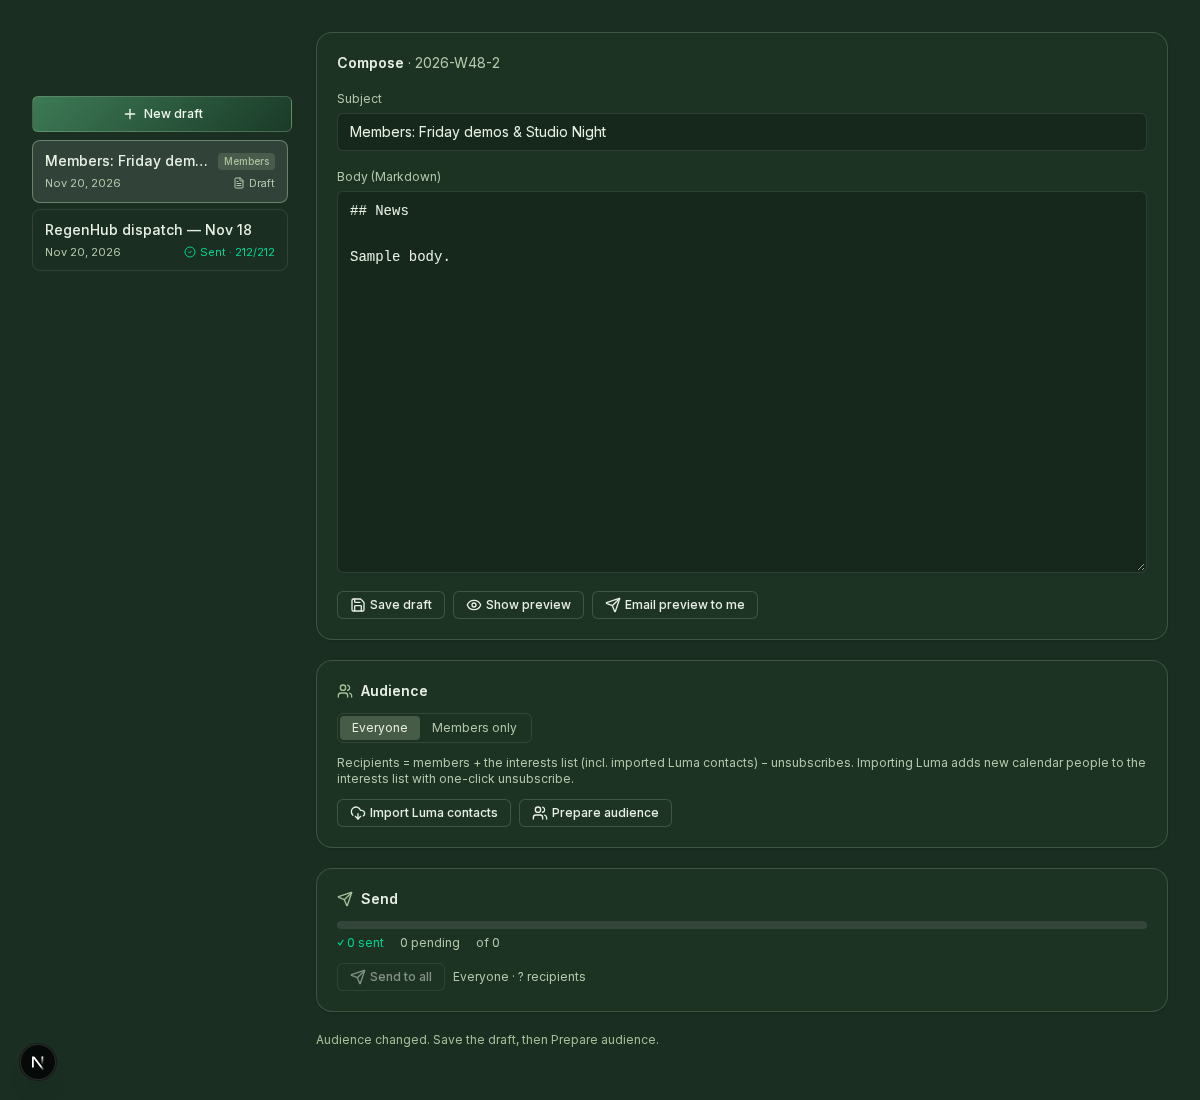 New draft
Members: Friday dem... Members
Nov 20, 2026 Draft
RegenHub dispatch — Nov 18
Nov 20, 2026 Sent · 212/212
Compose · 2026-W48-2
Subject
Members: Friday demos & Studio Night
Body (Markdown)
## News
Sample body.
Save draft Show preview Email preview to me
Audience
Everyone Members only
Recipients = members + the interests list (incl. imported Luma contacts) − unsubscribes. Importing Luma adds new calendar people to the
interests list with one-click unsubscribe.
Import Luma contacts Prepare audience
Send
✓ 0 sent 0 pending of 0
Send to all Everyone · ? recipients
Audience changed. Save the draft, then Prepare audience.
N